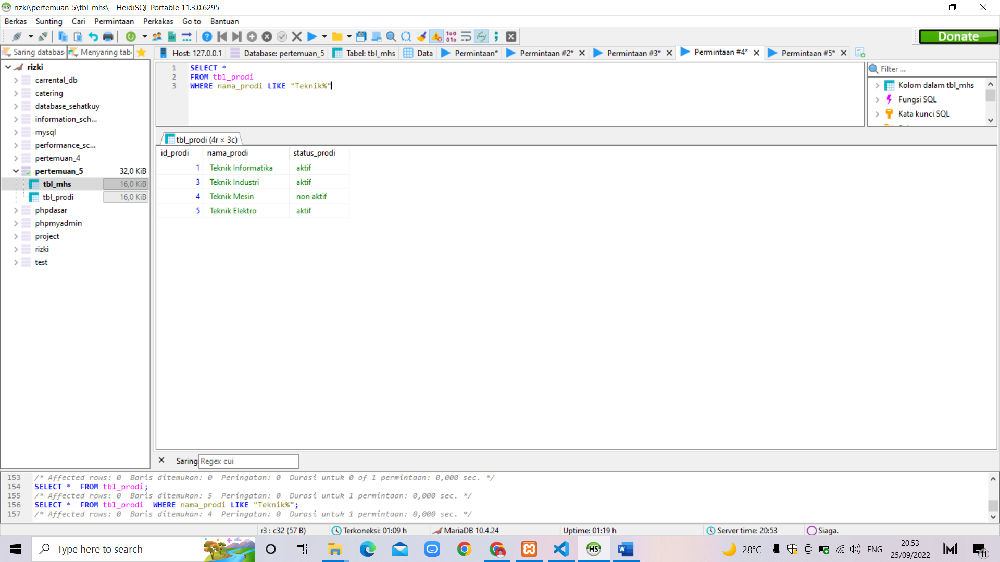 rizki\pertemuan_5\tbl_mhs\ - HeidiSQL Portable 11.3.0.6295
Berkas Sunting Cari Permintaan Perkakas Go to Bantuan
Donate
Saring databas Menyaring tab
Host: 127.0.0.1 Database: pertemuan_5 Tabel: tbl_mhs Data Permintaan* Permintaan #2* Permintaan #3* Permintaan #4* Permintaan #5*
rizki
carrental_db
catering
database_sehatkuy
information_sch...
mysql
performance_sc...
pertemuan_4
pertemuan_5 32,0 KiB
tbl_mhs 16,0 KiB
tbl_prodi 16,0 KiB
phpdasar
phpmyadmin
project
rizki
test
1 SELECT *
2 FROM tbl_prodi
3 WHERE nama_prodi LIKE "Teknik%"
Filter ...
Kolom dalam tbl_mhs
Fungsi SQL
Kata kunci SQL
tbl_prodi (4r × 3c)
id_prodi nama_prodi status_prodi
1 Teknik Informatika aktif
3 Teknik Industri aktif
4 Teknik Mesin non aktif
5 Teknik Elektro aktif
Saring: Regex cui
153 /* Affected rows: 0 Baris ditemukan: 0 Peringatan: 0 Durasi untuk 0 of 1 permintaan: 0,000 sec. */
154 SELECT * FROM tbl_prodi;
155 /* Affected rows: 0 Baris ditemukan: 5 Peringatan: 0 Durasi untuk 1 permintaan: 0,000 sec. */
156 SELECT * FROM tbl_prodi WHERE nama_prodi LIKE "Teknik%";
157 /* Affected rows: 0 Baris ditemukan: 4 Peringatan: 0 Durasi untuk 1 permintaan: 0,000 sec. */
r3 : c32 (57 B) Terkoneksi: 01:09 h MariaDB 10.4.24 Uptime: 01:19 h Server time: 20:53 Siaga.
Type here to search
28°C ENG
20.53
25/09/2022
11